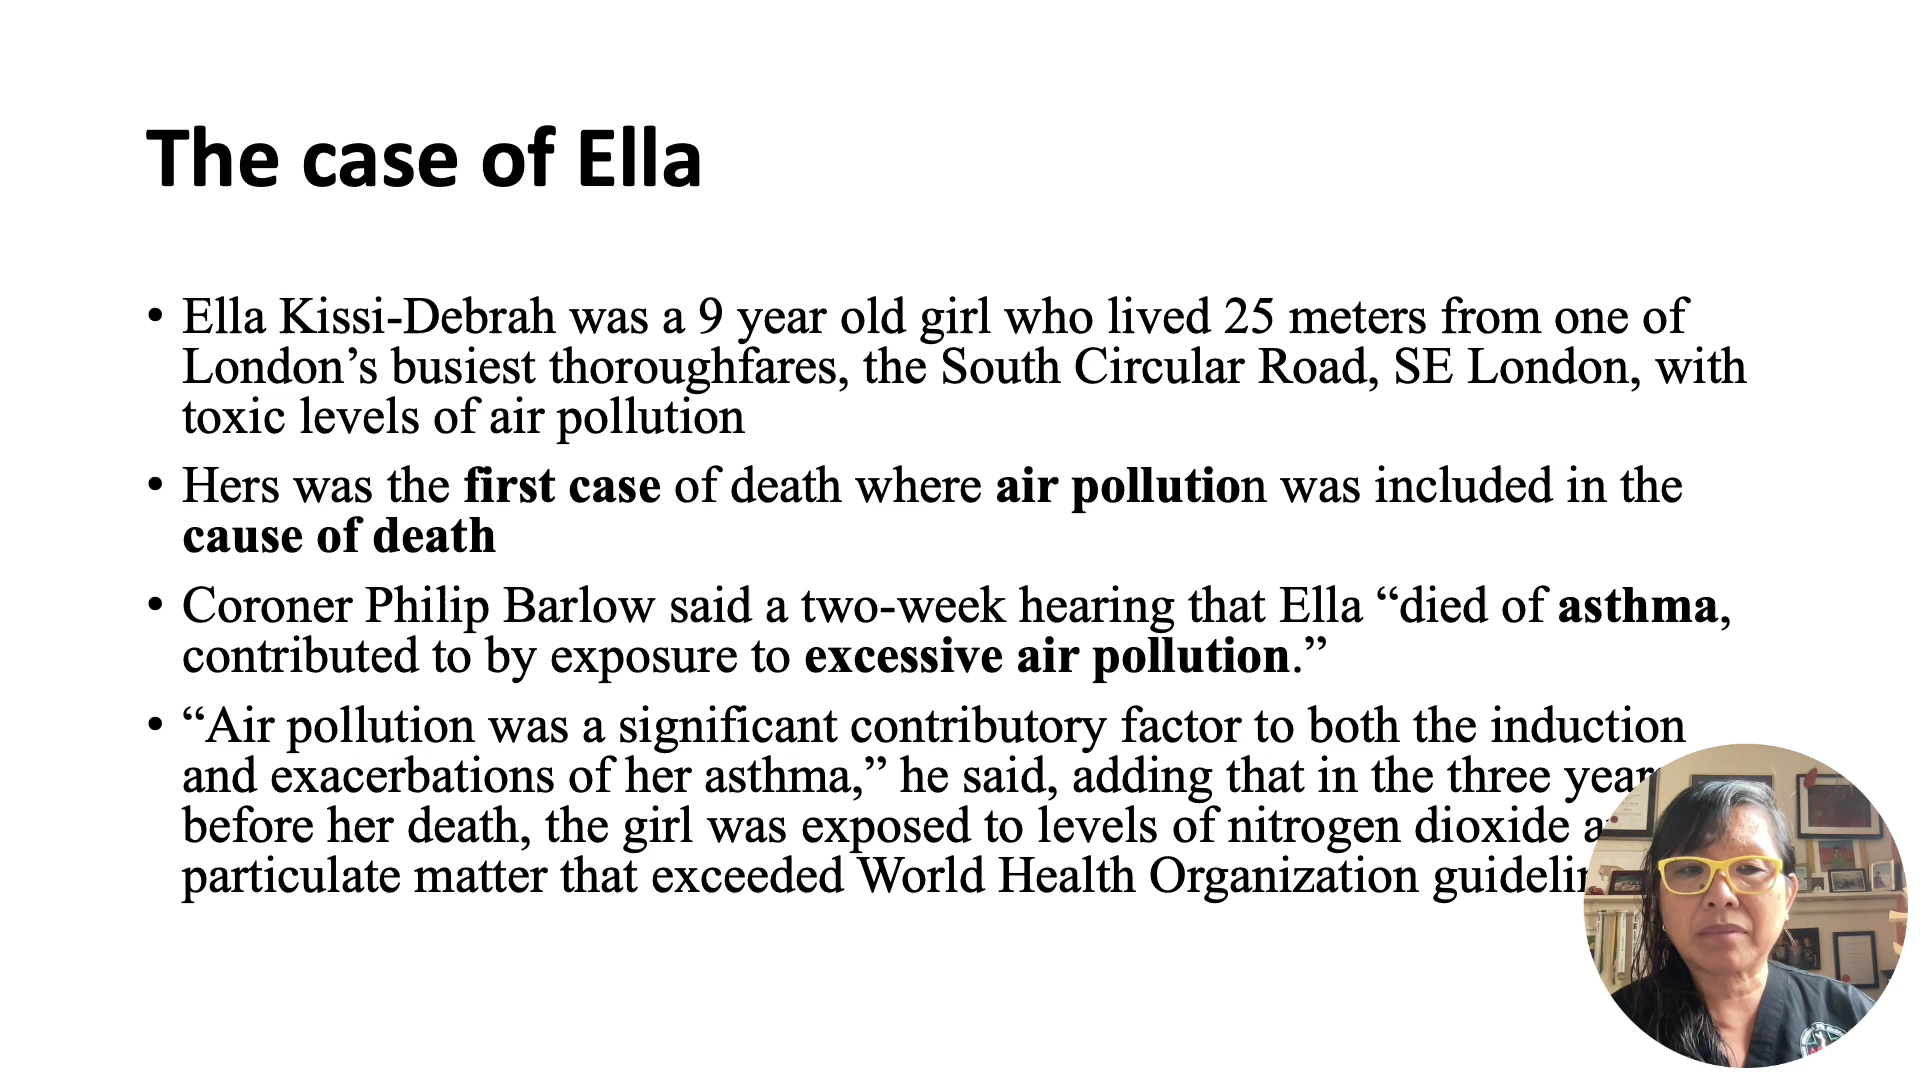 The case of Ella
• Ella Kissi-Debrah was a 9 year old girl who lived 25 meters from one of
London’s busiest thoroughfares, the South Circular Road, SE London, with
toxic levels of air pollution
• Hers was the first case of death where air pollution was included in the
cause of death
• Coroner Philip Barlow said a two-week hearing that Ella “died of asthma,
contributed to by exposure to excessive air pollution.”
• “Air pollution was a significant contributory factor to both the induction
and exacerbations of her asthma,” he said, adding that in the three
before her death, the girl was exposed to levels of nitrogen dioxide
particulate matter that exceeded World Health Organization